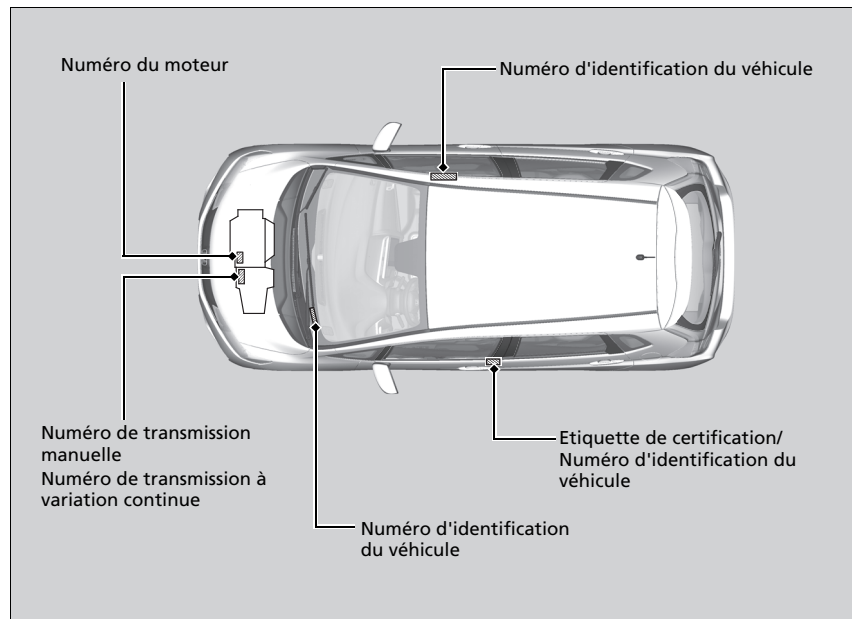 Numéro du moteur
Numéro d'identification du véhicule
Numéro de transmission
manuelle
Numéro de transmission à
variation continue
Etiquette de certification/
Numéro d'identification du
véhicule
Numéro d'identification
du véhicule